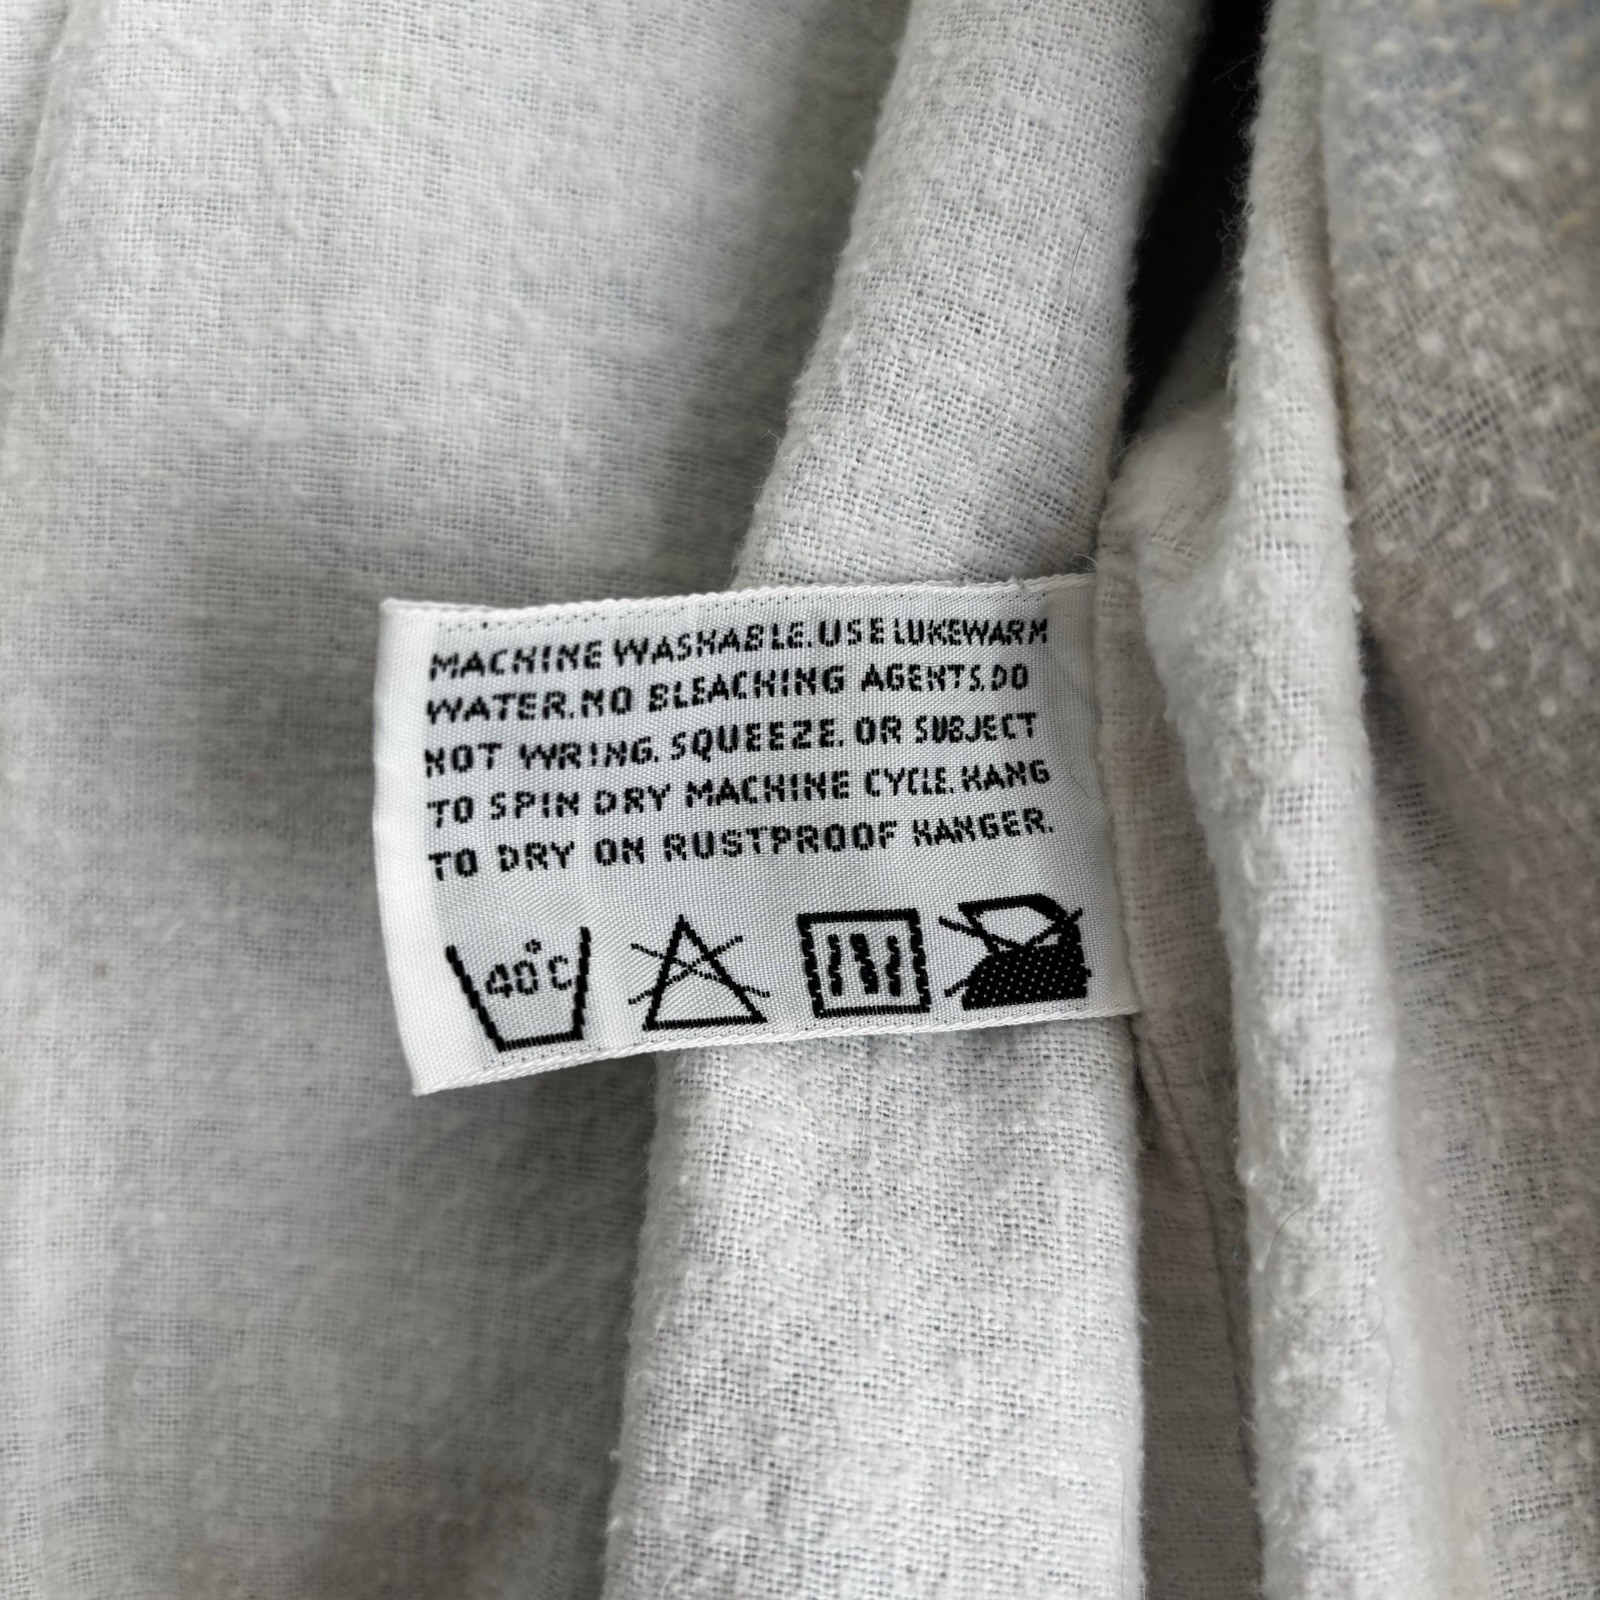 MACHINE WASHABLE. USE LUKEWARM
WATER. NO BLEACHING AGENTS. DO
NOT WRING. SQUEEZE. OR SUBJECT
TO SPIN DRY MACHINE CYCLE. HANG
TO DRY ON RUSTPROOF HANGER.
40°C